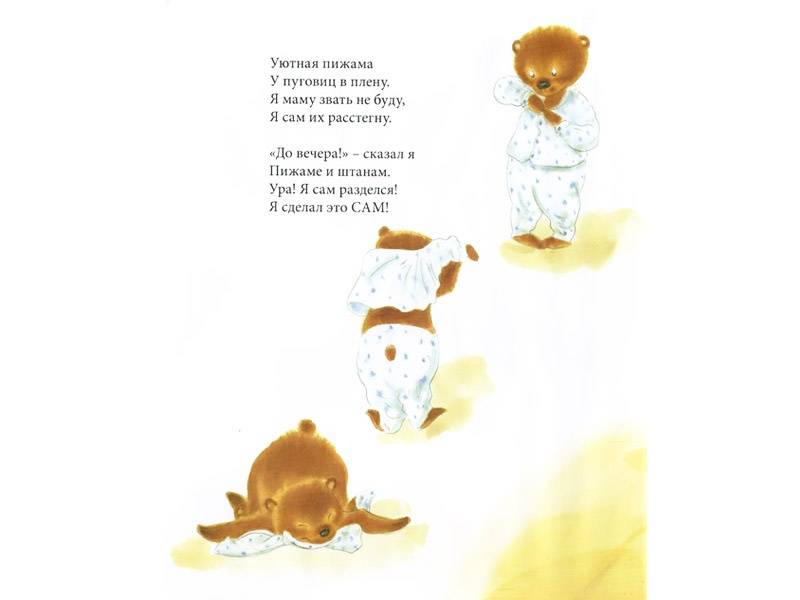 Уютная пижама
У пуговиц в плену.
Я маму звать не буду,
Я сам их расстегну.
«До вечера!» – сказал я
Пижаме и штанам.
Ура! Я сам разделся!
Я сделал это САМ!